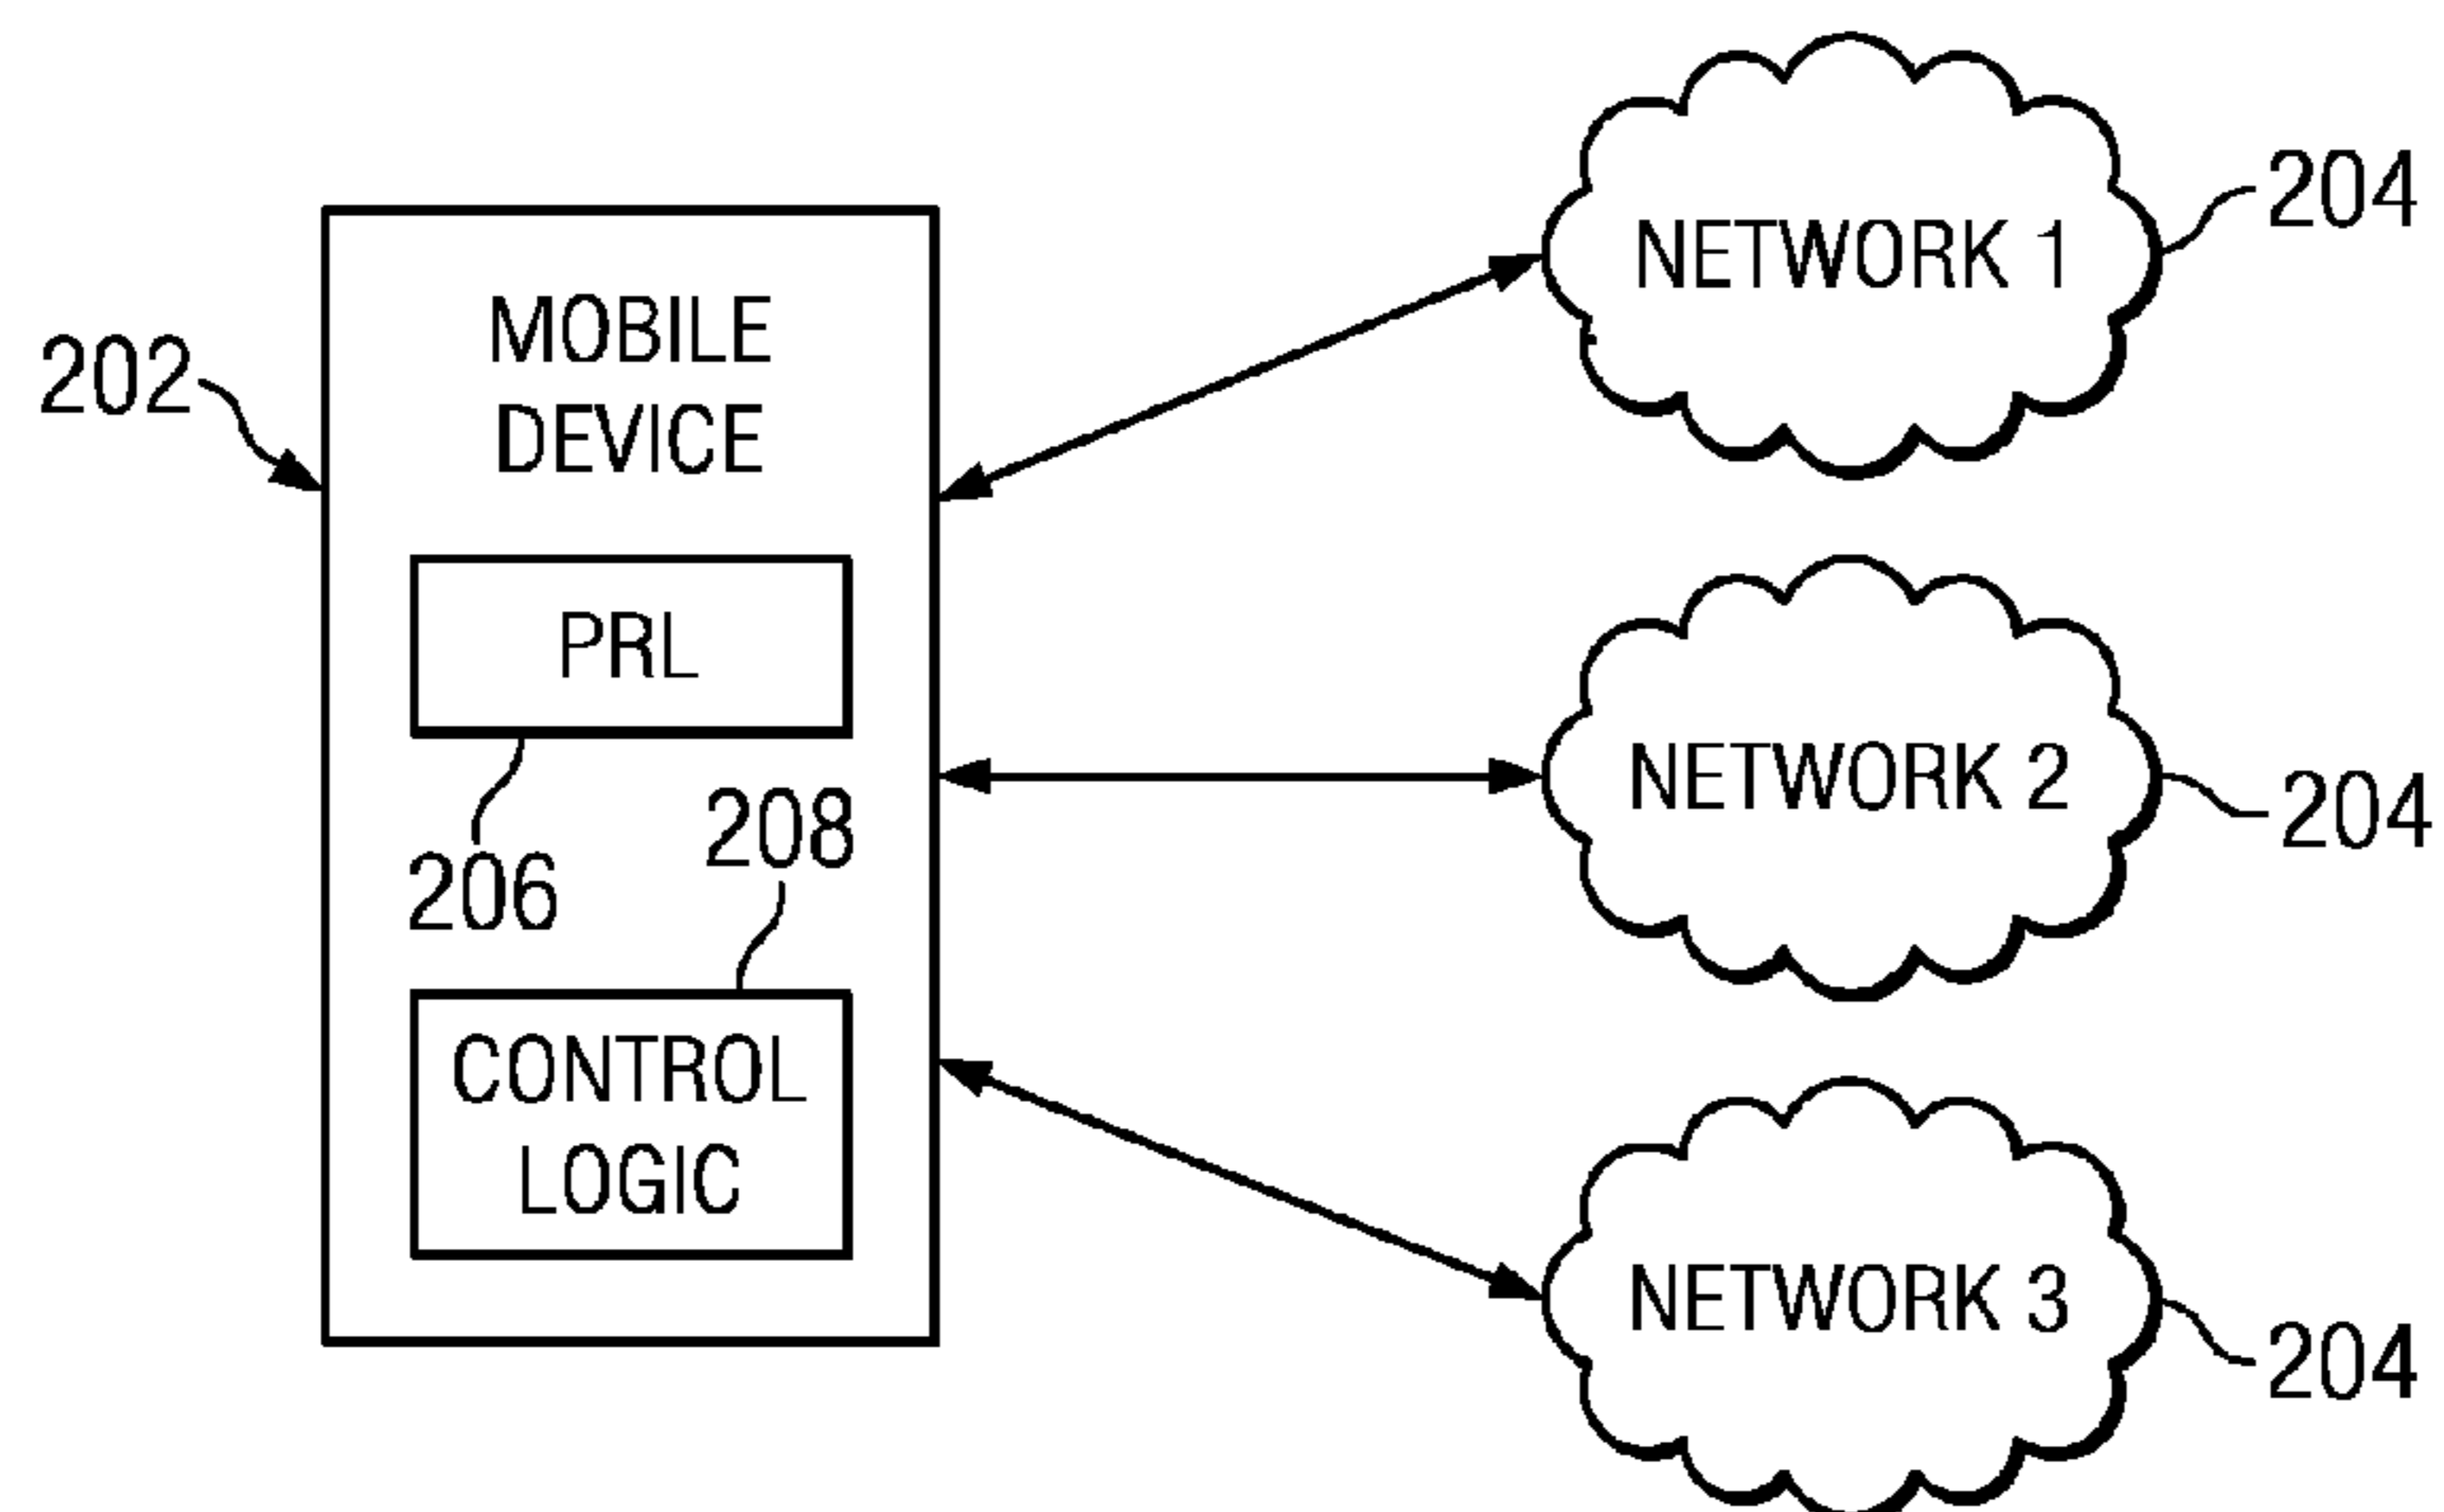 NETWORK 1
204
MOBILE
DEVICE
202
PRL
NETWORK 2
204
208
206
CONTROL
LOGIC
NETWORK 3
204